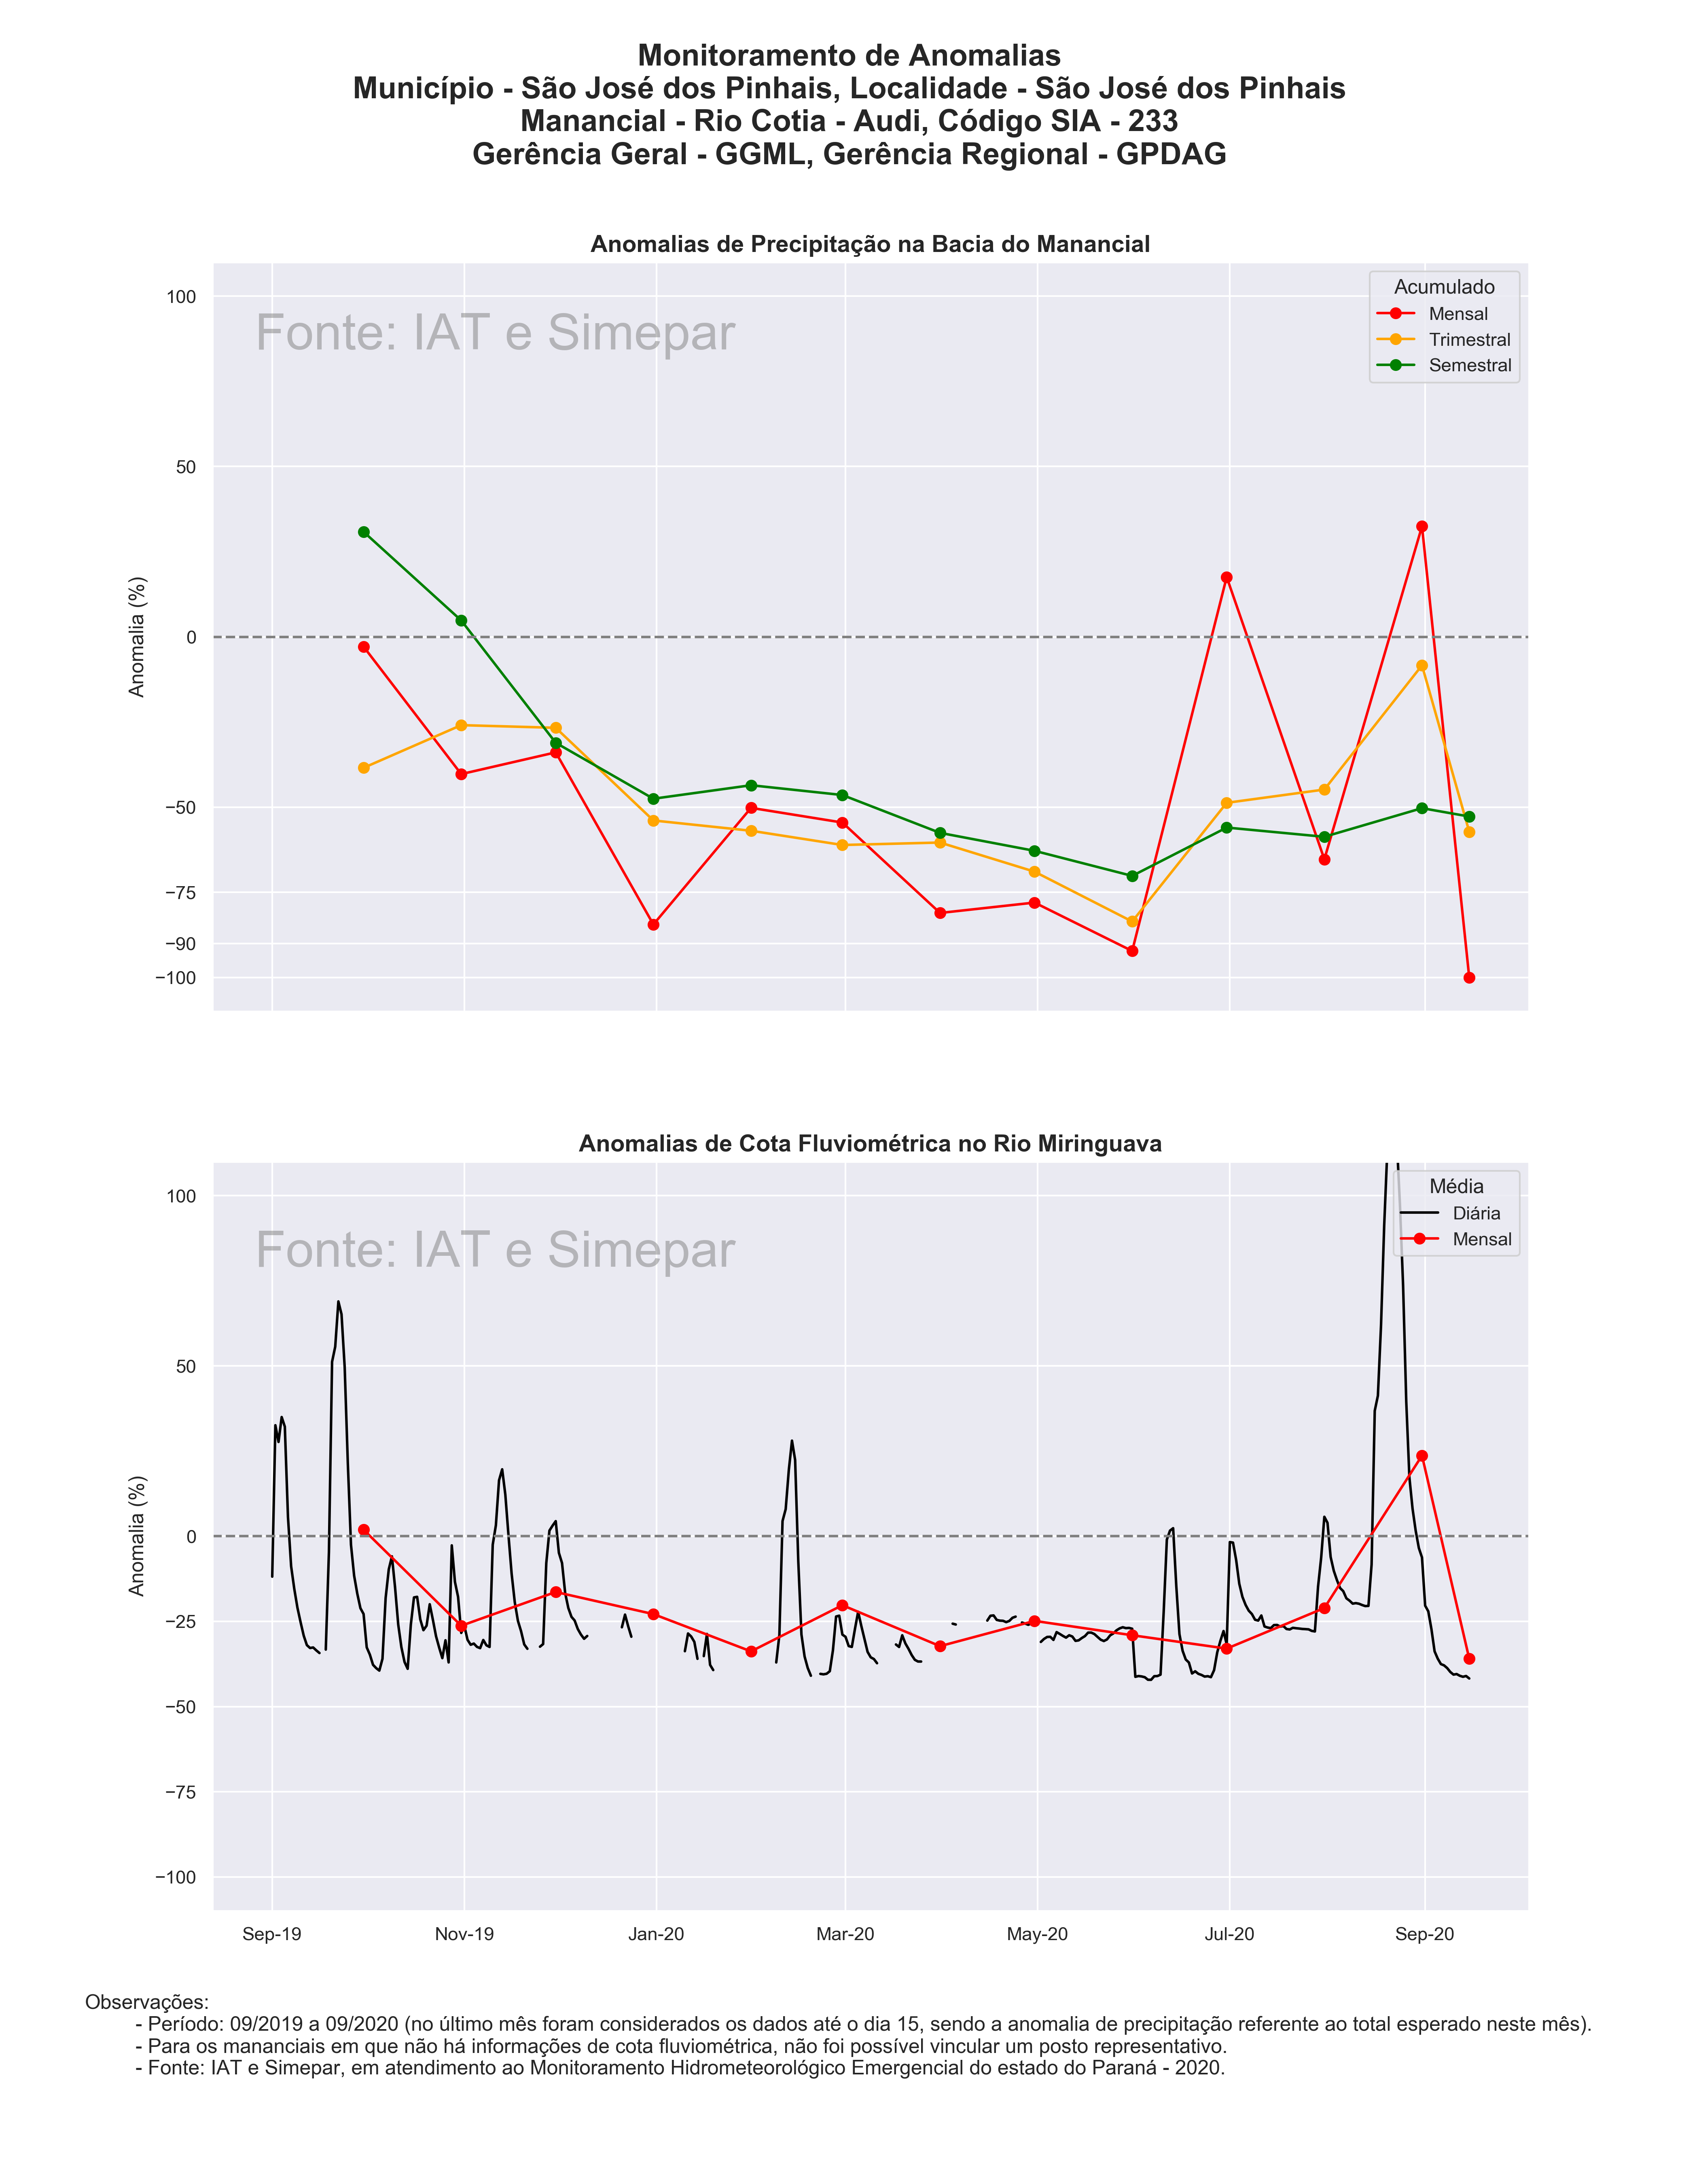 Monitoramento de Anomalias
Município - São José dos Pinhais, Localidade - São José dos Pinhais
Manancial - Rio Cotia - Audi, Código SIA - 233
Gerência Geral - GGML, Gerência Regional - GPDAG
Anomalias de Precipitação na Bacia do Manancial
Fonte: IAT e Simepar
Acumulado
Mensal
Trimestral
Semestral
Anomalia (%)
100
50
0
−50
−75
−90
−100
Anomalias de Cota Fluviométrica no Rio Miringuava
Fonte: IAT e Simepar
Média
Diária
Mensal
Anomalia (%)
100
50
0
−25
−50
−75
−100
Sep-19 Nov-19 Jan-20 Mar-20 May-20 Jul-20 Sep-20
Observações:
- Período: 09/2019 a 09/2020 (no último mês foram considerados os dados até o dia 15, sendo a anomalia de precipitação referente ao total esperado neste mês).
- Para os mananciais em que não há informações de cota fluviométrica, não foi possível vincular um posto representativo.
- Fonte: IAT e Simepar, em atendimento ao Monitoramento Hidrometeorológico Emergencial do estado do Paraná - 2020.